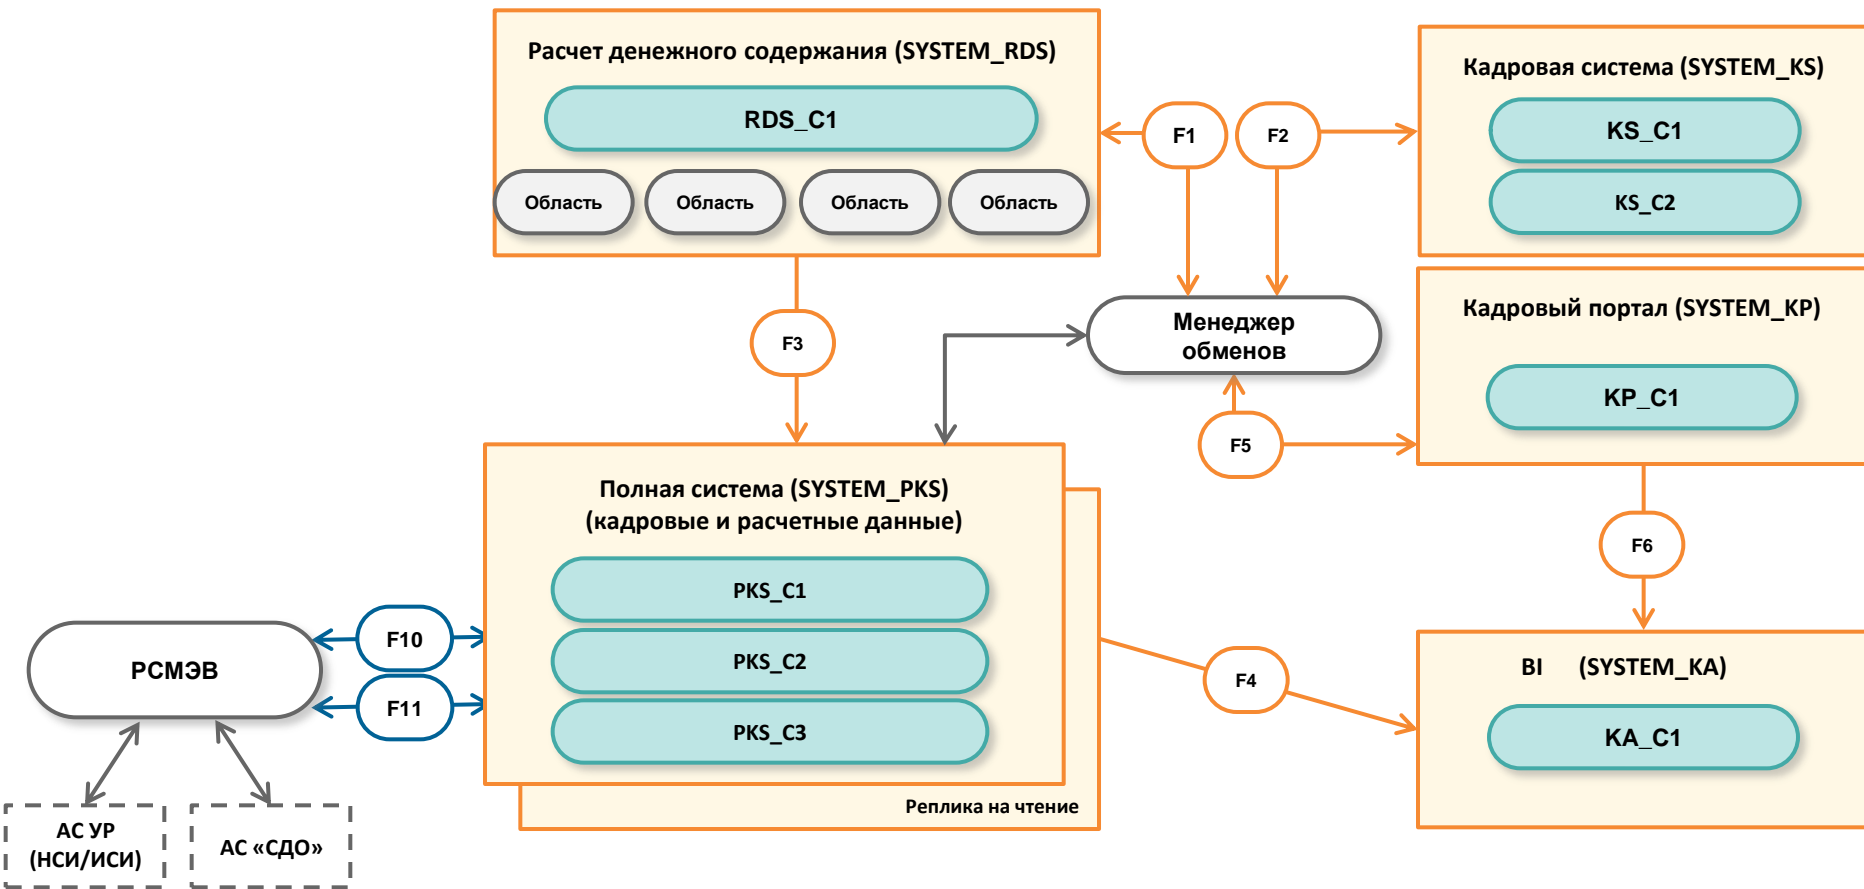 Расчет денежного содержания (SYSTEM_RDS)
RDS_C1
Область
Область
Область
Область
F1
F2
Кадровая система (SYSTEM_KS)
KS_C1
KS_C2
Менеджер
обменов
F3
F5
Кадровый портал (SYSTEM_KP)
KP_C1
F6
Полная система (SYSTEM_PKS)
(кадровые и расчетные данные)
PKS_C1
PKS_C2
PKS_C3
Реплика на чтение
F4
BI (SYSTEM_KA)
KA_C1
F10
F11
РСМЭВ
АС УР
(НСИ/ИСИ)
АС «СДО»